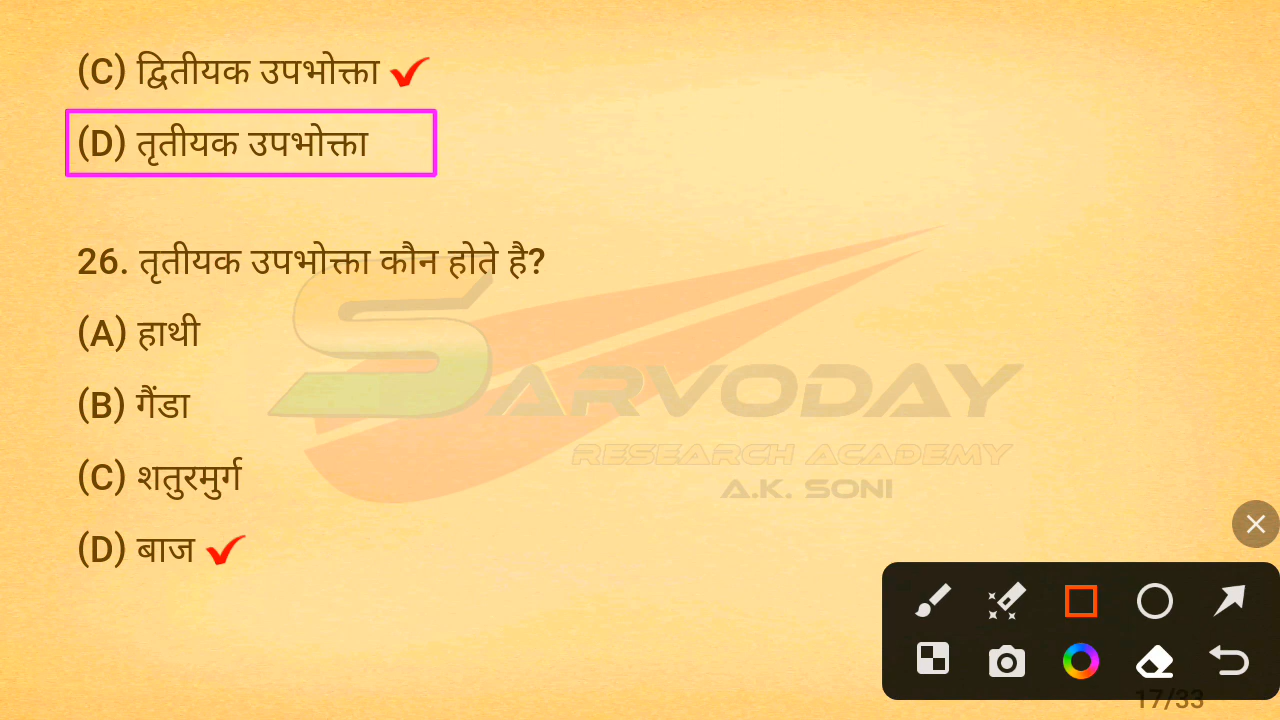 (C) द्वितीयक उपभोक्ता
(D) तृतीयक उपभोक्ता
26. तृतीयक उपभोक्ता कौन होते है?
(A) हाथी
(B) गैंडा
(C) शतुरमुर्ग
(D) बाज
SARVODAY
RESEARCH ACADEMY
A.K. SONI
17/33